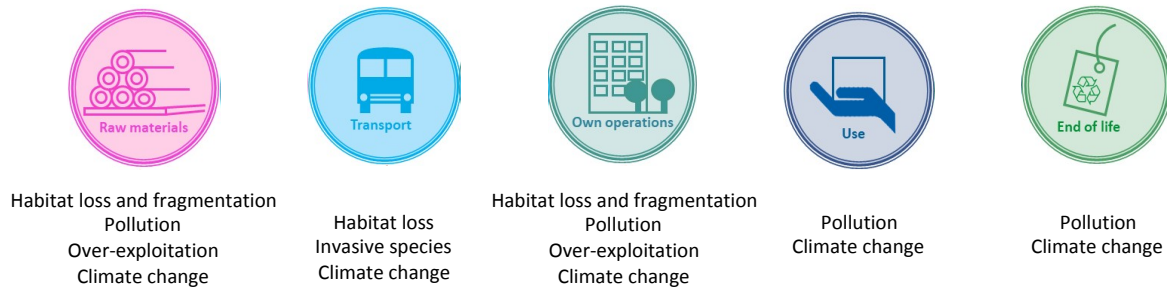 Raw materials
Transport
Own operations
Use
End of life
Habitat loss and fragmentation
Pollution
Over-exploitation
Climate change
Habitat loss
Invasive species
Climate change
Habitat loss and fragmentation
Pollution
Over-exploitation
Climate change
Pollution
Climate change
Pollution
Climate change